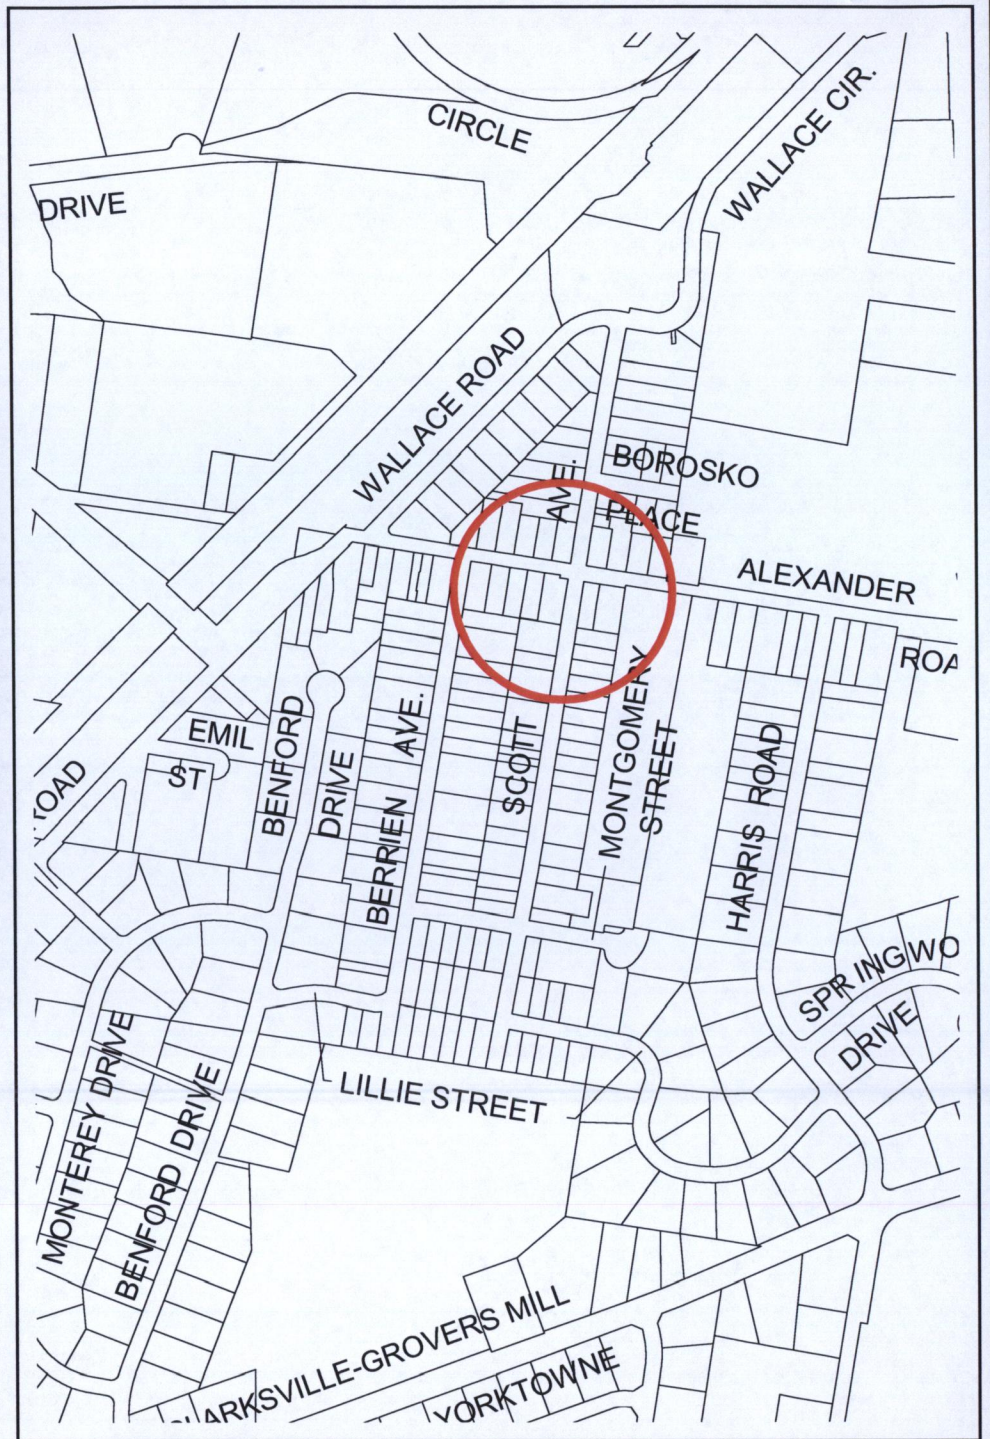 CIRCLE
WALLACE CIR.
DRIVE
WALLACE ROAD
BOROSKO
PLACE
AVE.
ALEXANDER
ROA
EMIL
ST
BENFORD
DRIVE
BERRIEN AVE.
SCOTT
MONTGOMERY
STREET
HARRIS ROAD
ROAD
SPRINGWO
DRIVE
MONTEREY DRIVE
BENFORD DRIVE
LILLIE STREET
LARKSVILLE-GROVERS MILL
YORKTOWNE